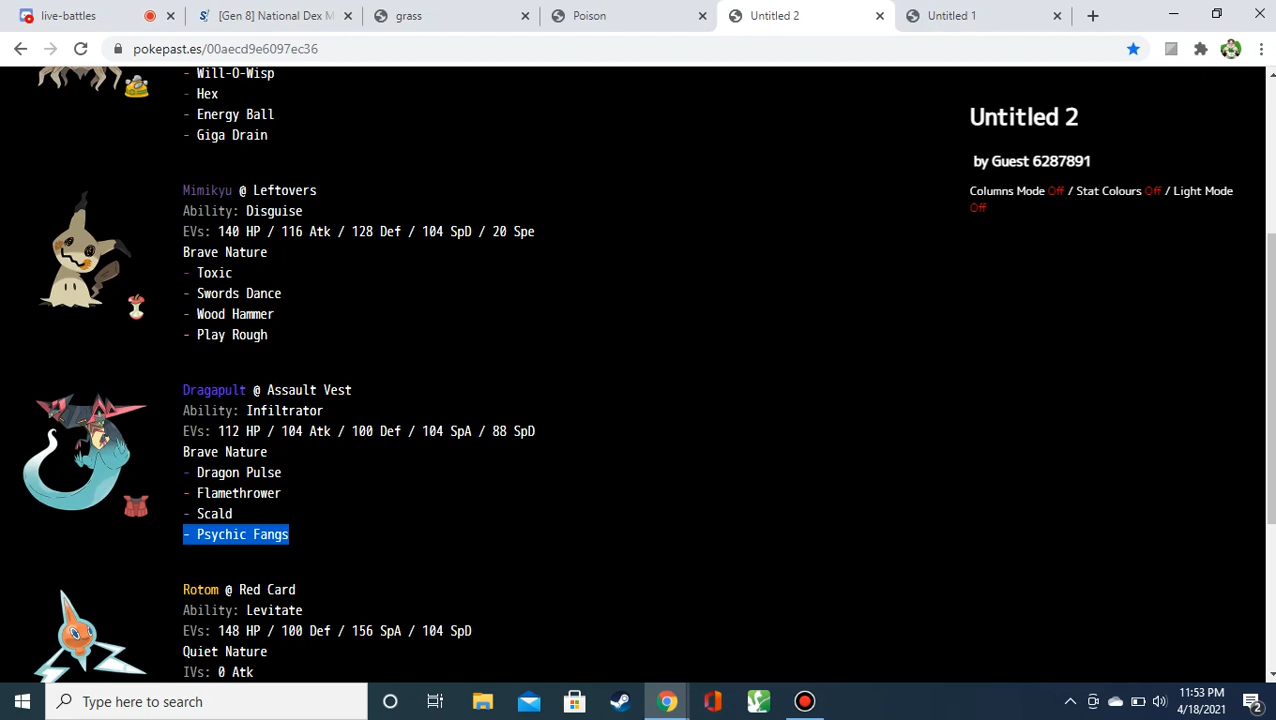 live-battles
[Gen 8] National Dex M
grass
Poison
Untitled 2
Untitled 1
pokepast.es/00aecd9e6097ec36
- Will-O-Wisp
- Hex
- Energy Ball
- Giga Drain
Untitled 2
by Guest 6287891
Columns Mode Off / Stat Colours Off / Light Mode
Off
Mimikyu @ Leftovers
Ability: Disguise
EVs: 140 HP / 116 Atk / 128 Def / 104 SpD / 20 Spe
Brave Nature
- Toxic
- Swords Dance
- Wood Hammer
- Play Rough
Dragapult @ Assault Vest
Ability: Infiltrator
EVs: 112 HP / 104 Atk / 100 Def / 104 SpA / 88 SpD
Brave Nature
- Dragon Pulse
- Flamethrower
- Scald
- Psychic Fangs
Rotom @ Red Card
Ability: Levitate
EVs: 148 HP / 100 Def / 156 SpA / 104 SpD
Quiet Nature
IVs: 0 Atk
Type here to search
11:53 PM
4/18/2021
2